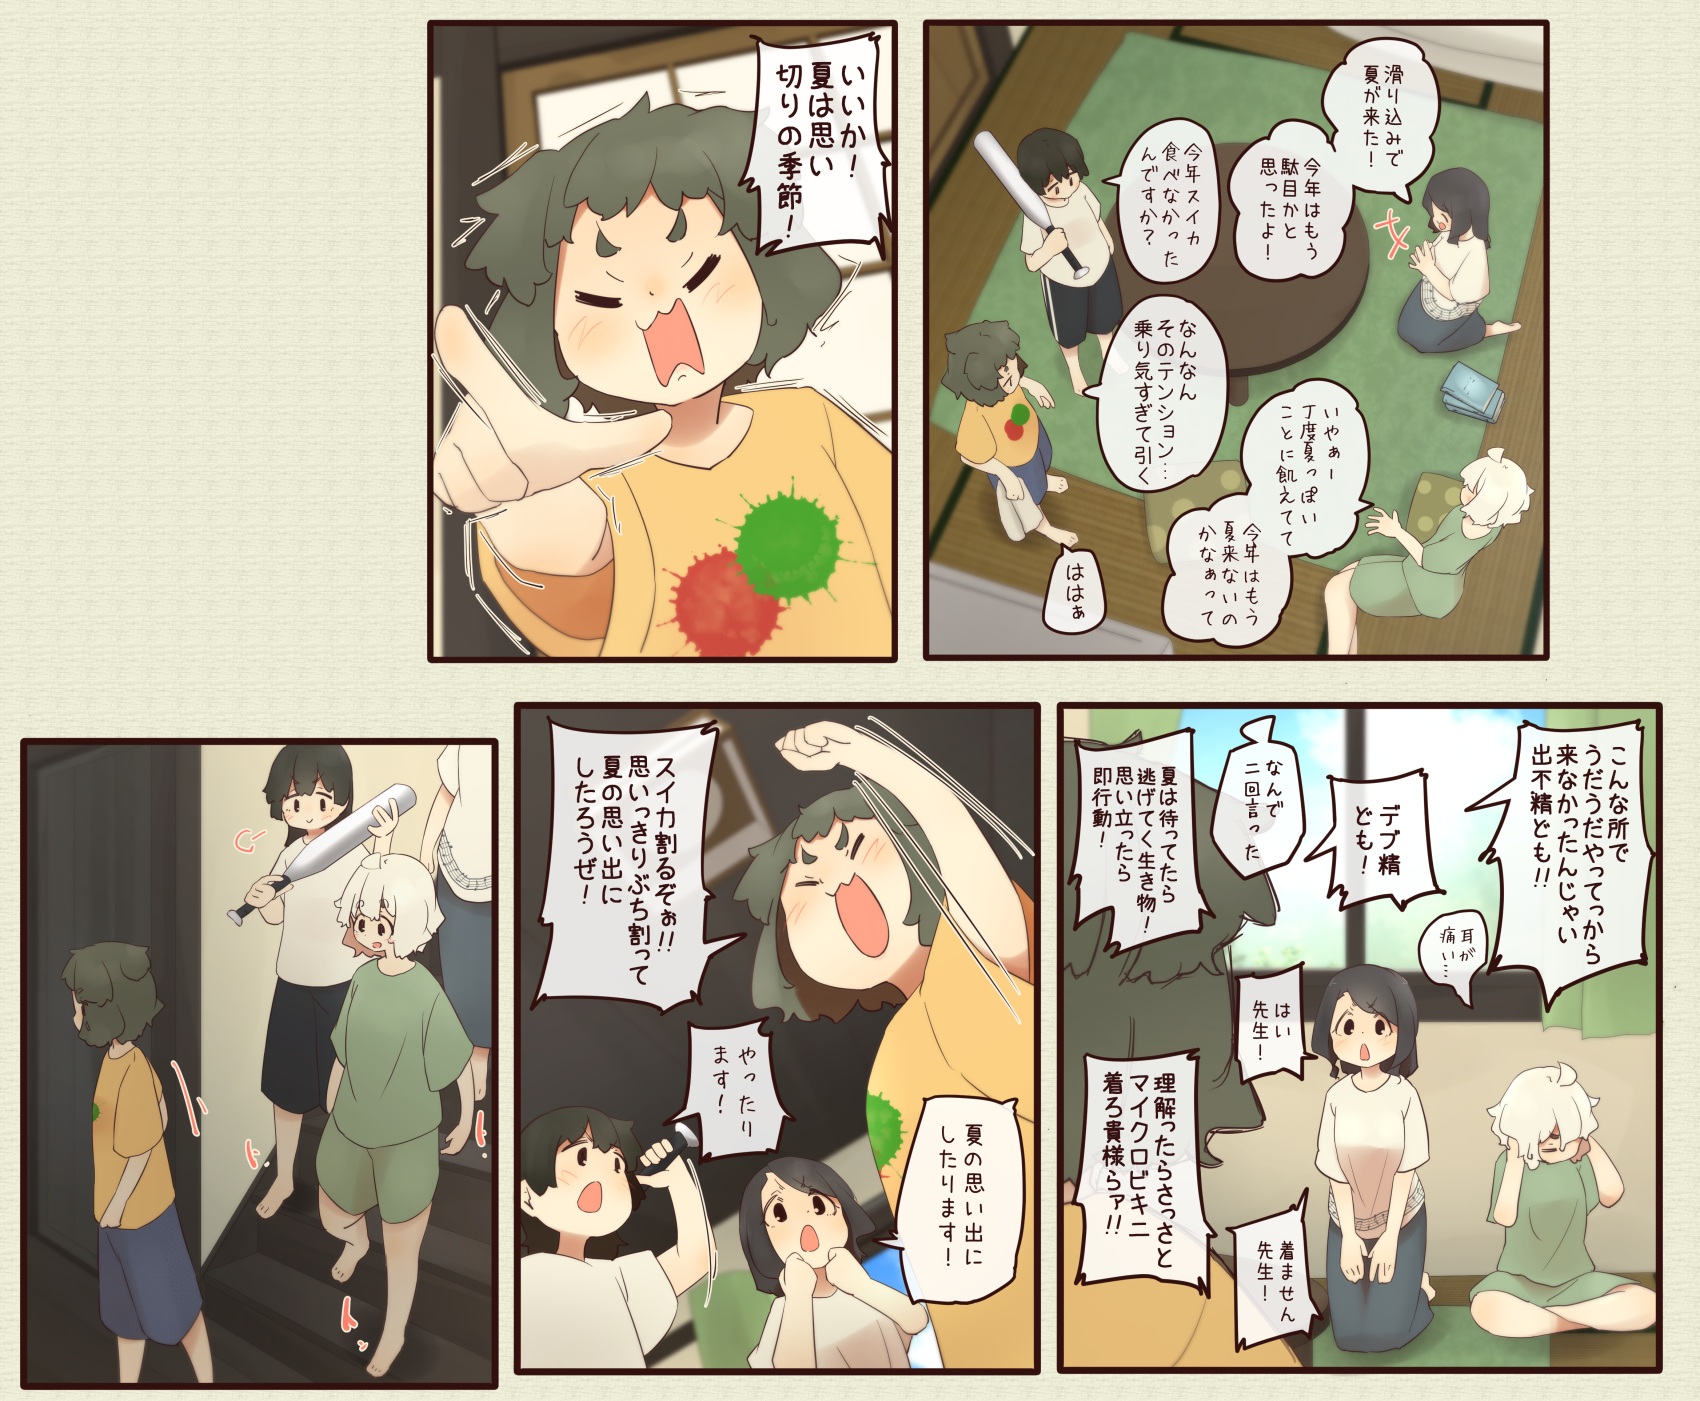 滑り込みで
夏が来た！
今年はもう
駄目かと
思ったよ！
今年スイカ
食べなかった
んですか？
なんなん
そのテンション…
乗り気すぎて引く
いやぁー
丁度夏っぽい
ことに飢えてて
今年はもう
夏来ないの
かなぁって
ははぁ
いいか！
夏は思い
切りの季節！
こんな所で
うだうだやってっから
来なかったんじゃい
出不精ども！！
デブ精
ども！
なんで
二回言った
耳が
痛い…
夏は待ってたら
逃げてく生き物！
思い立ったら
即行動！
はい
先生！
理解ったらさっさと
マイクロビキニ
着ろ貴様らァ！！
着ません
先生！
スイカ割るぞぉ！！
思いっきりぶち割って
夏の思い出に
したろうぜ！
やったり
ます！
夏の思い出に
したります！